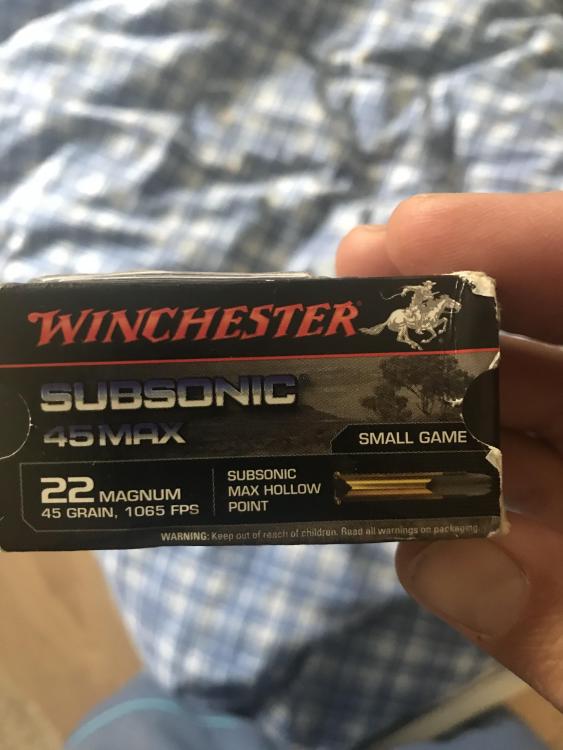 WINCHESTER®
SUBSONIC
45 MAX
SMALL GAME
22 MAGNUM
45 GRAIN, 1065 FPS
SUBSONIC
MAX HOLLOW
POINT
WARNING: Keep out of reach of children. Read all warnings on packaging.